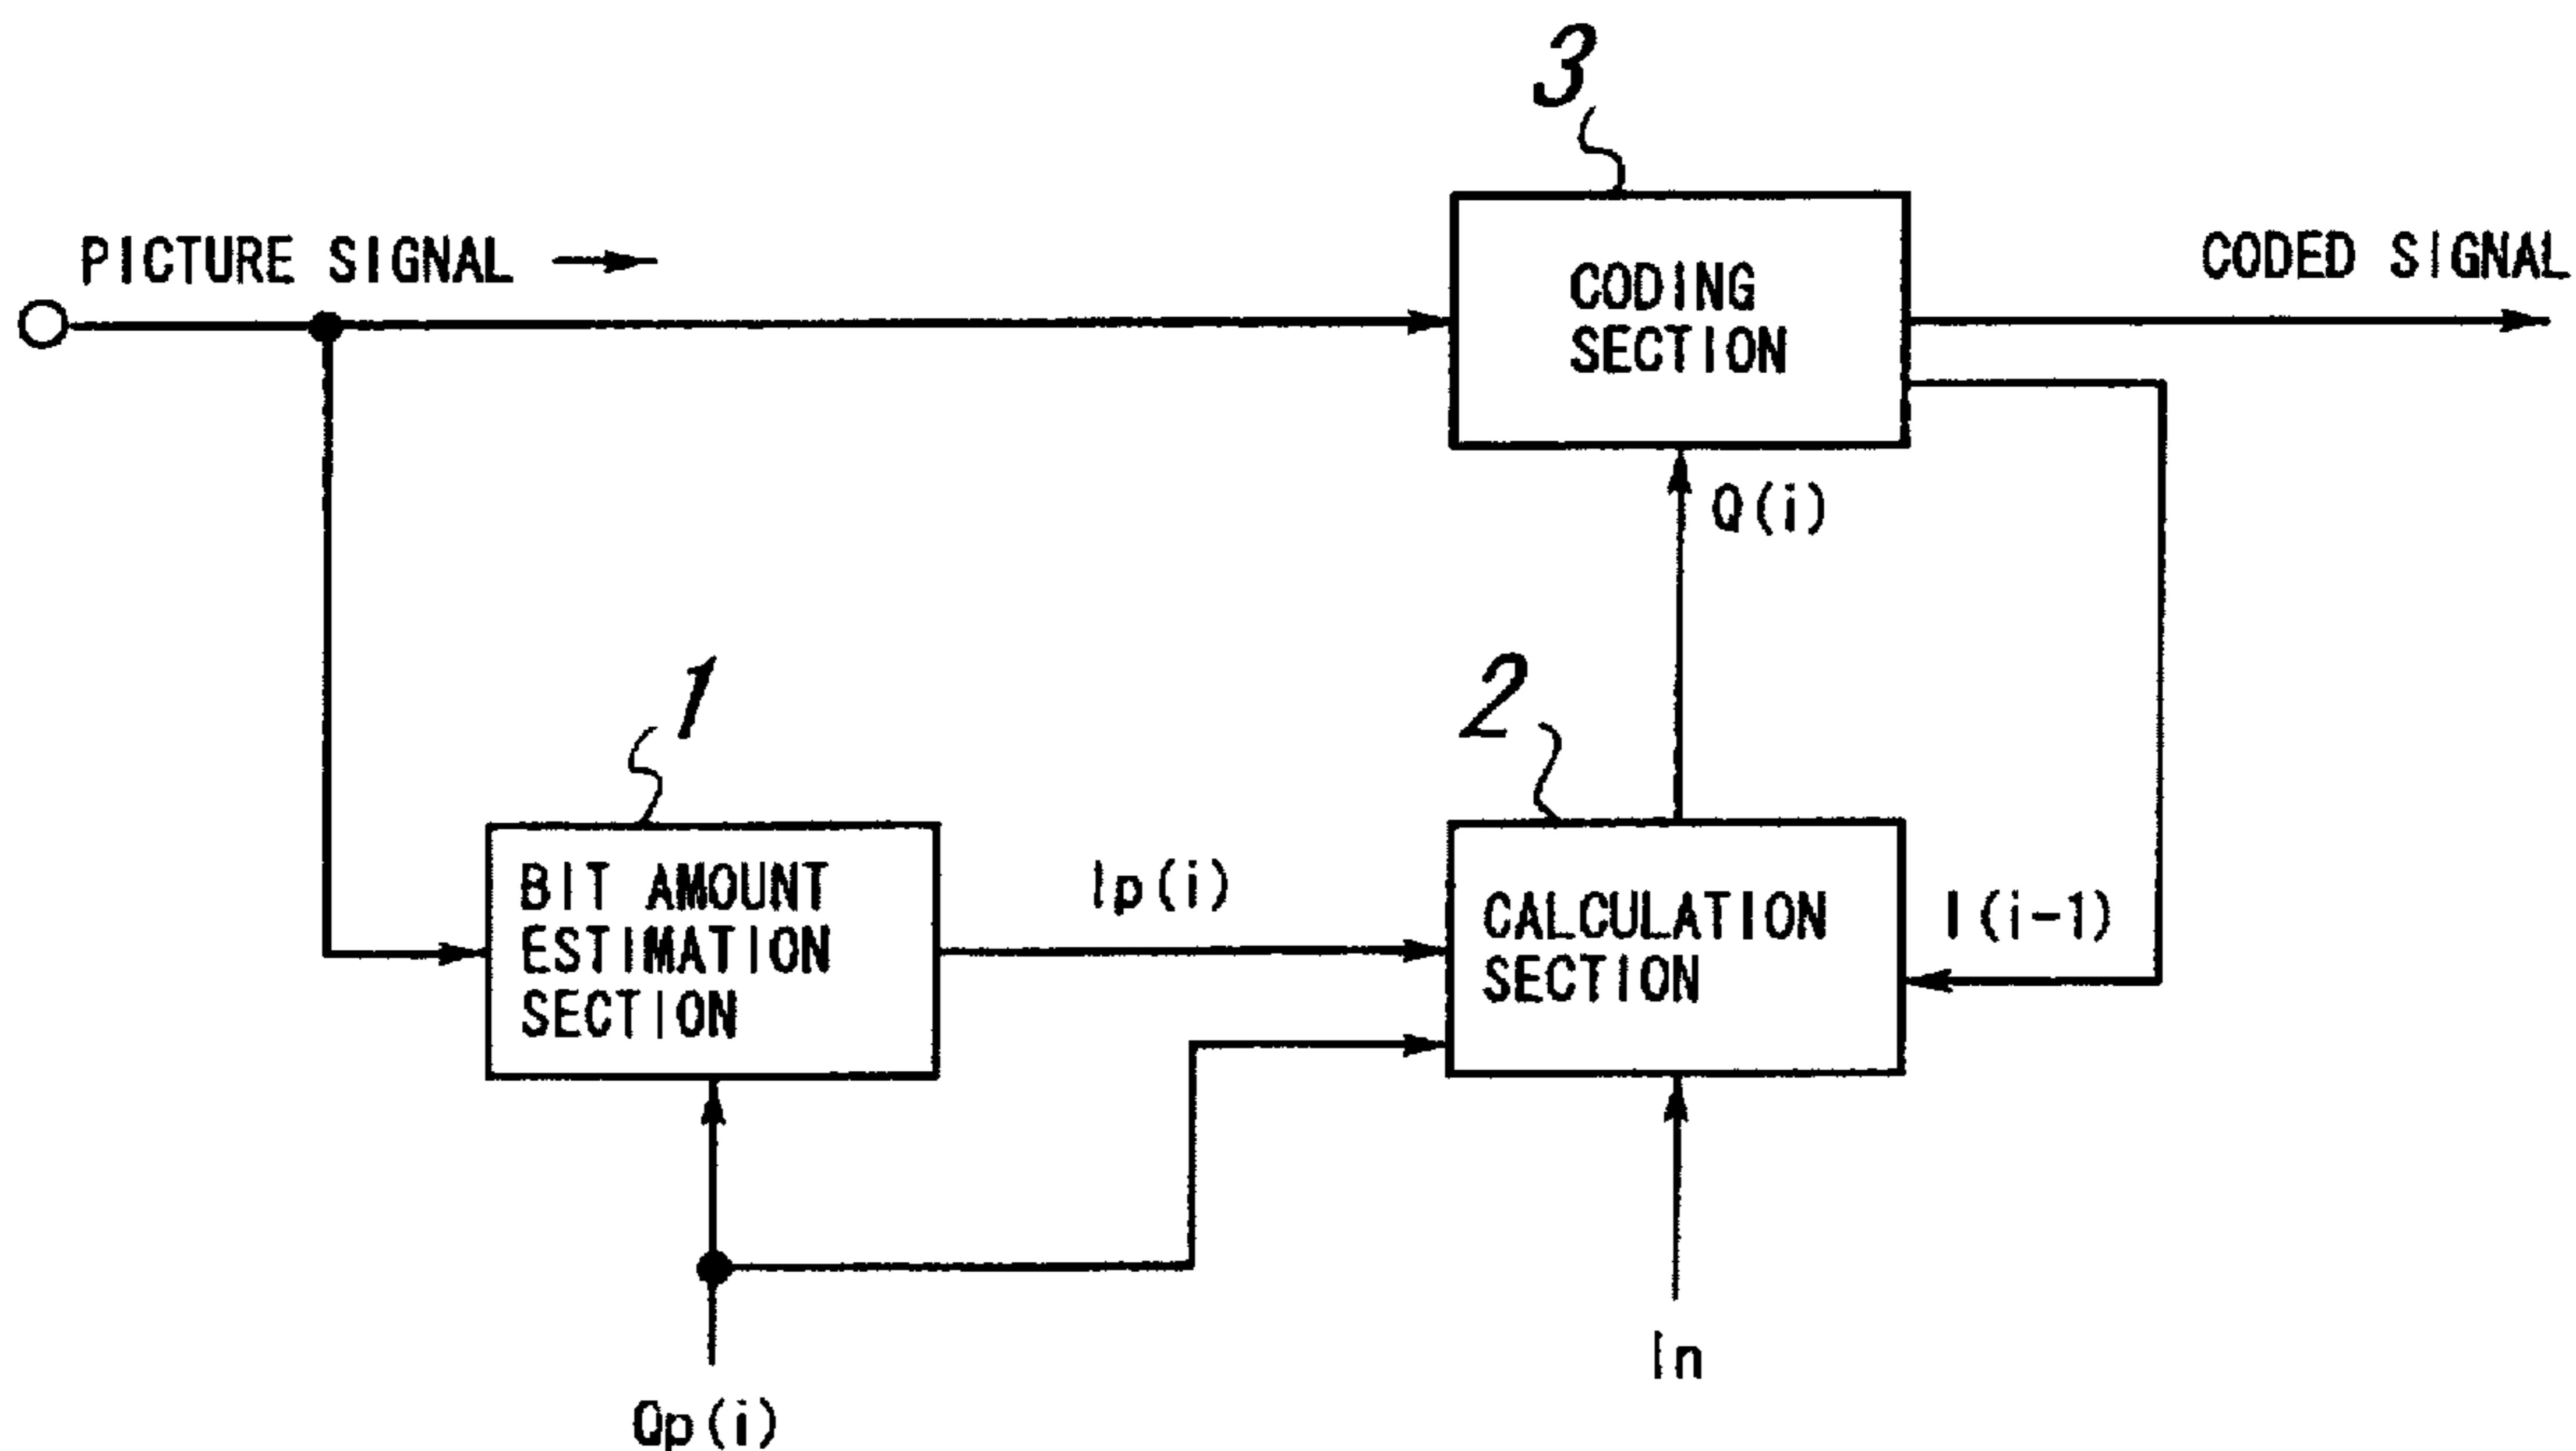 3
PICTURE SIGNAL
CODING
SECTION
CODED SIGNAL
Q(i)
1
2
BIT AMOUNT
ESTIMATION
SECTION
Ip(i)
CALCULATION
SECTION
I(i-1)
In
Qp(i)